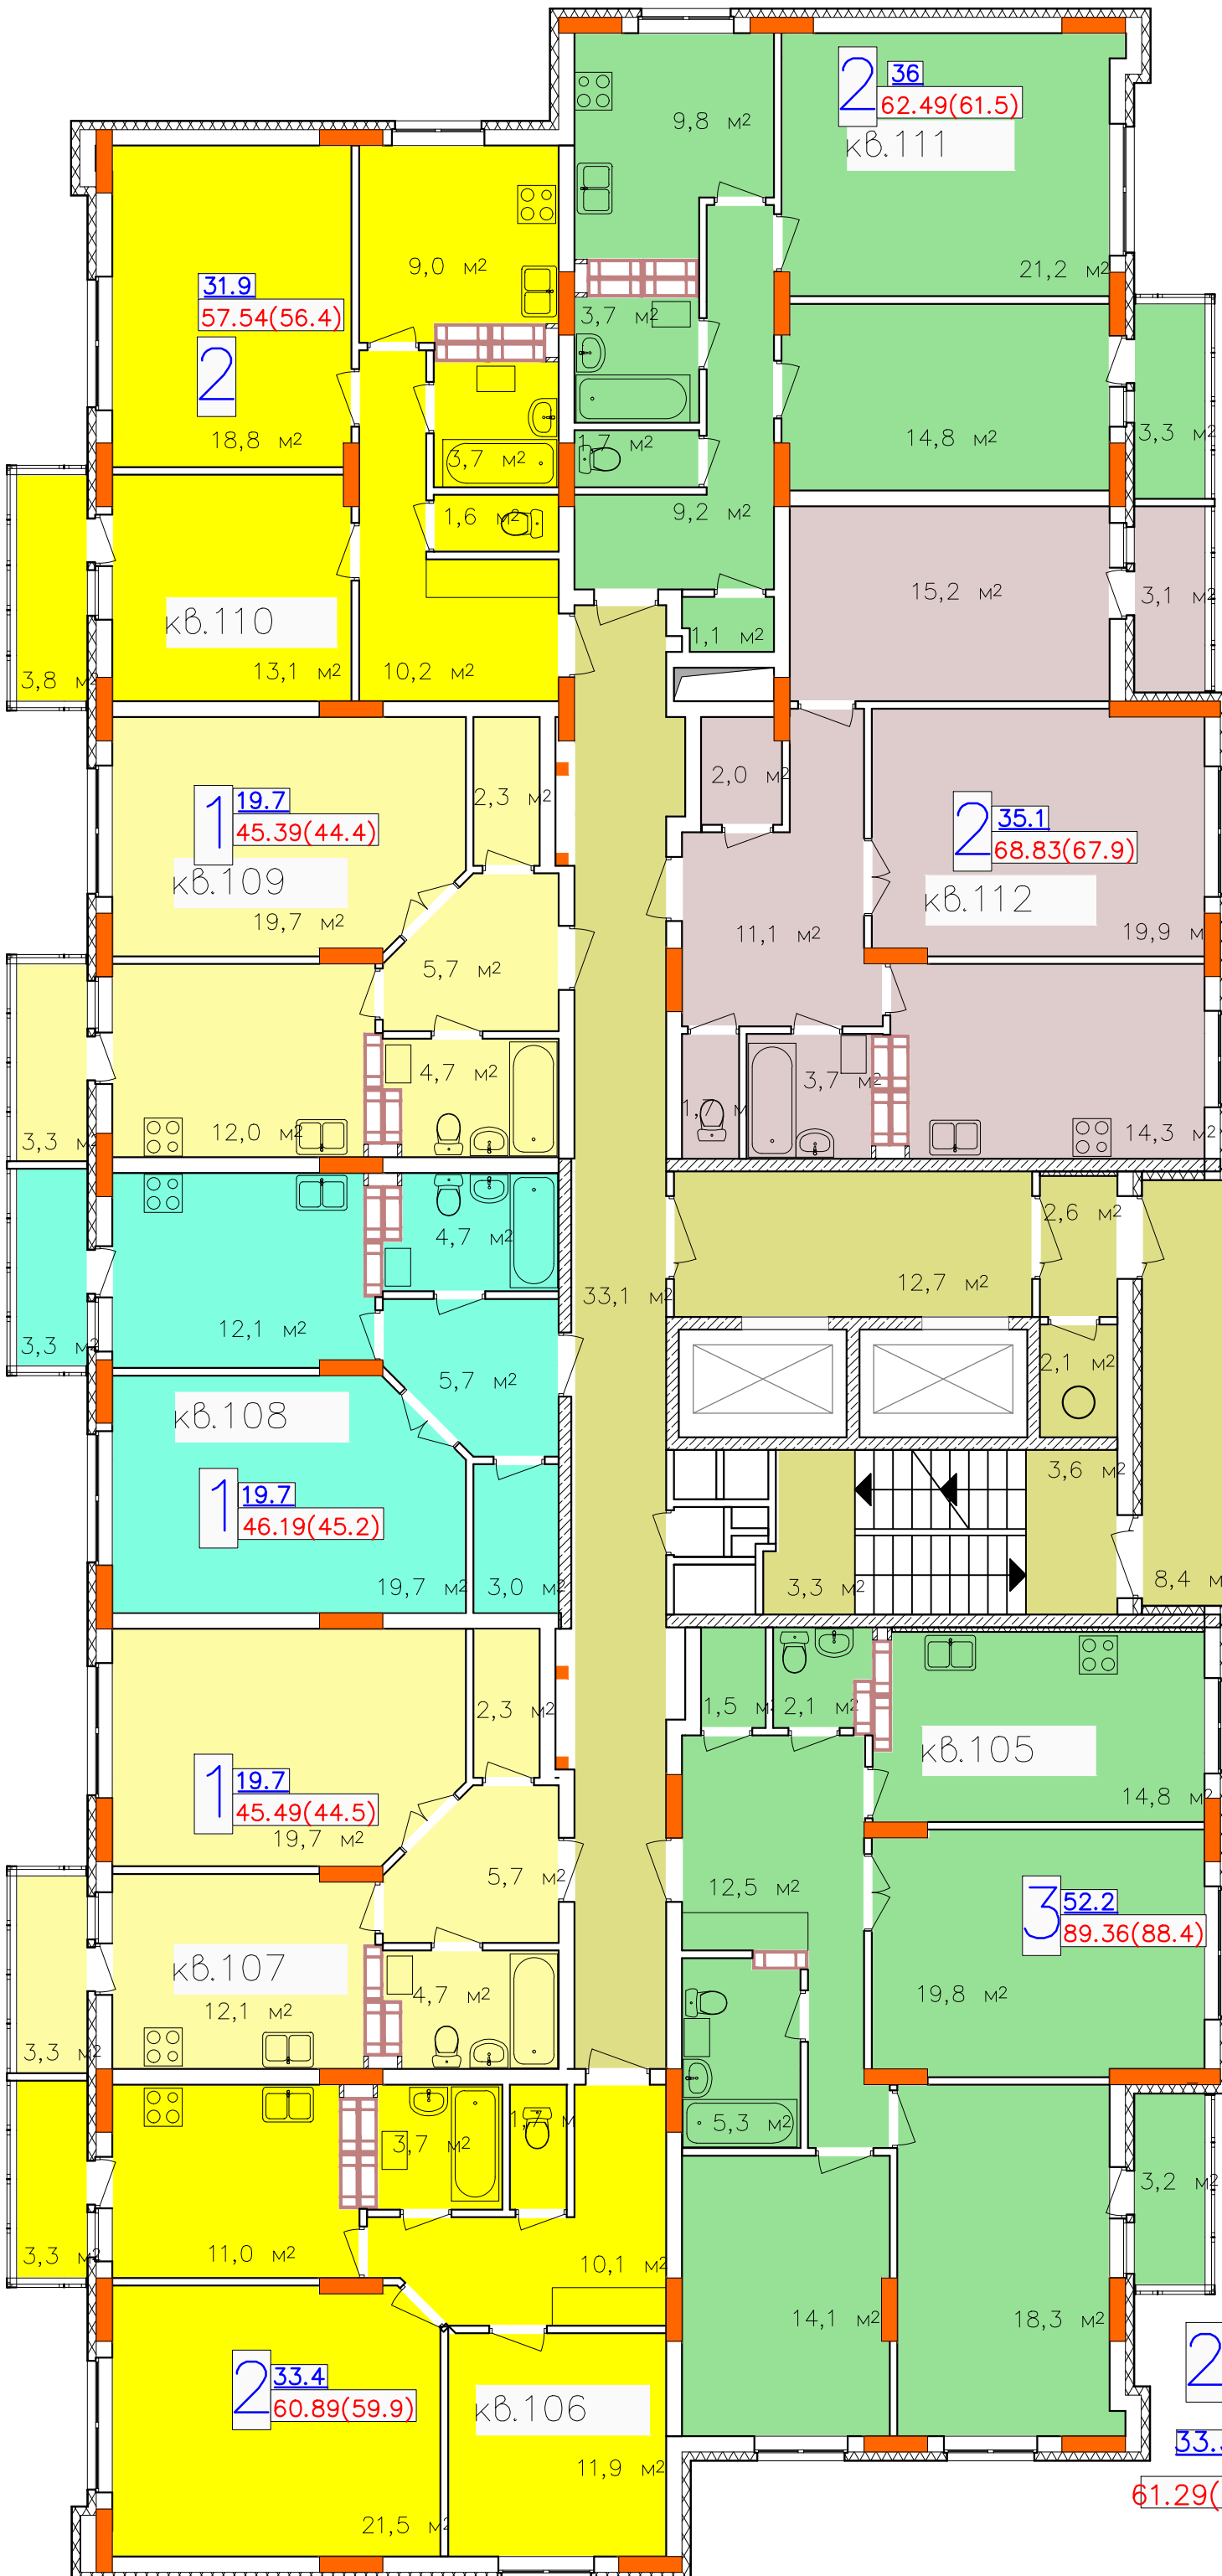 9,8 м²
2 36
62.49(61.5)
кв.111
21,2 м²
9,0 м²
31.9
57.54(56.4)
2
18,8 м²
3,7 м²
3,7 м²
1,7 м²
14,8 м²
3,3 м²
1,6 м²
9,2 м²
15,2 м²
3,1 м²
кв.110
13,1 м²
10,2 м²
3,8 м²
1,1 м²
1 19.7
45.39(44.4)
кв.109
19,7 м²
2,3 м²
2,0 м²
2 35.1
68.83(67.9)
кв.112
19,9 м
5,7 м²
11,1 м²
4,7 м²
12,0 м²
3,3 м²
1,7 м
3,7 м²
14,3 м²
4,7 м²
12,1 м²
3,3 м²
5,7 м²
33,1 м²
12,7 м²
2,6 м²
2,1 м²
кв.108
1 19.7
46.19(45.2)
19,7 м²
3,0 м²
3,3 м²
3,6 м²
8,4 м
2,3 м²
1,5 м²
2,1 м²
кв.105
14,8 м²
1 19.7
45.49(44.5)
19,7 м²
5,7 м²
12,5 м²
3 52.2
89.36(88.4)
19,8 м²
кв.107
12,1 м²
4,7 м²
3,3 м²
3,7 м²
1,7 м
5,3 м²
3,2 м²
11,0 м²
3,3 м²
10,1 м²
14,1 м²
18,3 м²
2 33.4
60.89(59.9)
кв.106
11,9 м²
21,5 м²
2
33.
61.29(